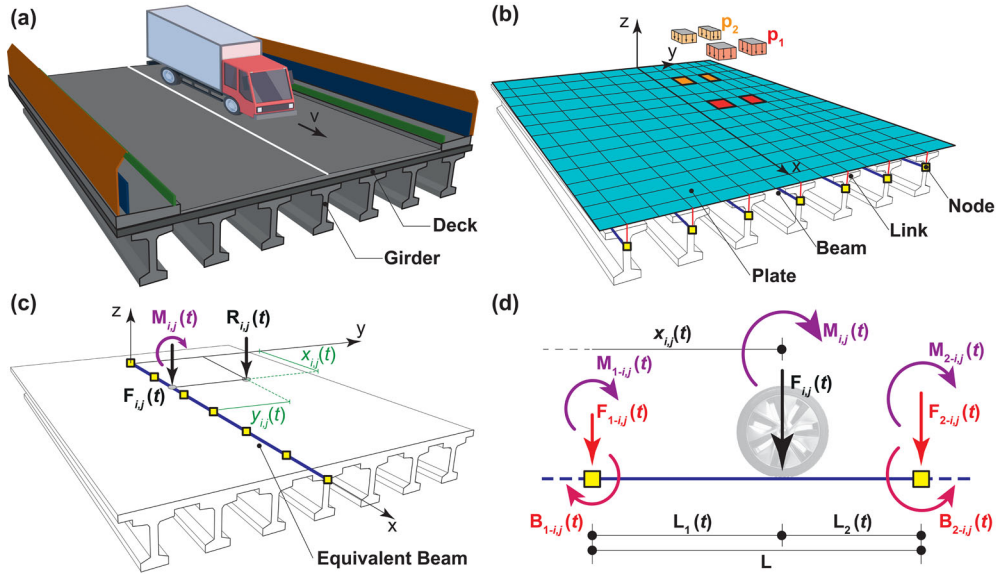 (a)
v
Deck
Girder
(b)
z
y
p2
p1
x
Node
Link
Beam
Plate
(c)
z
Mi,j(t)
Ri,j(t)
y
xi,j(t)
Fi,j(t)
yi,j(t)
x
Equivalent Beam
(d)
xi,j(t)
Mi,j(t)
M1-i,j(t)
M2-i,j(t)
Fi,j(t)
F1-i,j(t)
F2-i,j(t)
B1-i,j(t)
B2-i,j(t)
L1(t)
L2(t)
L